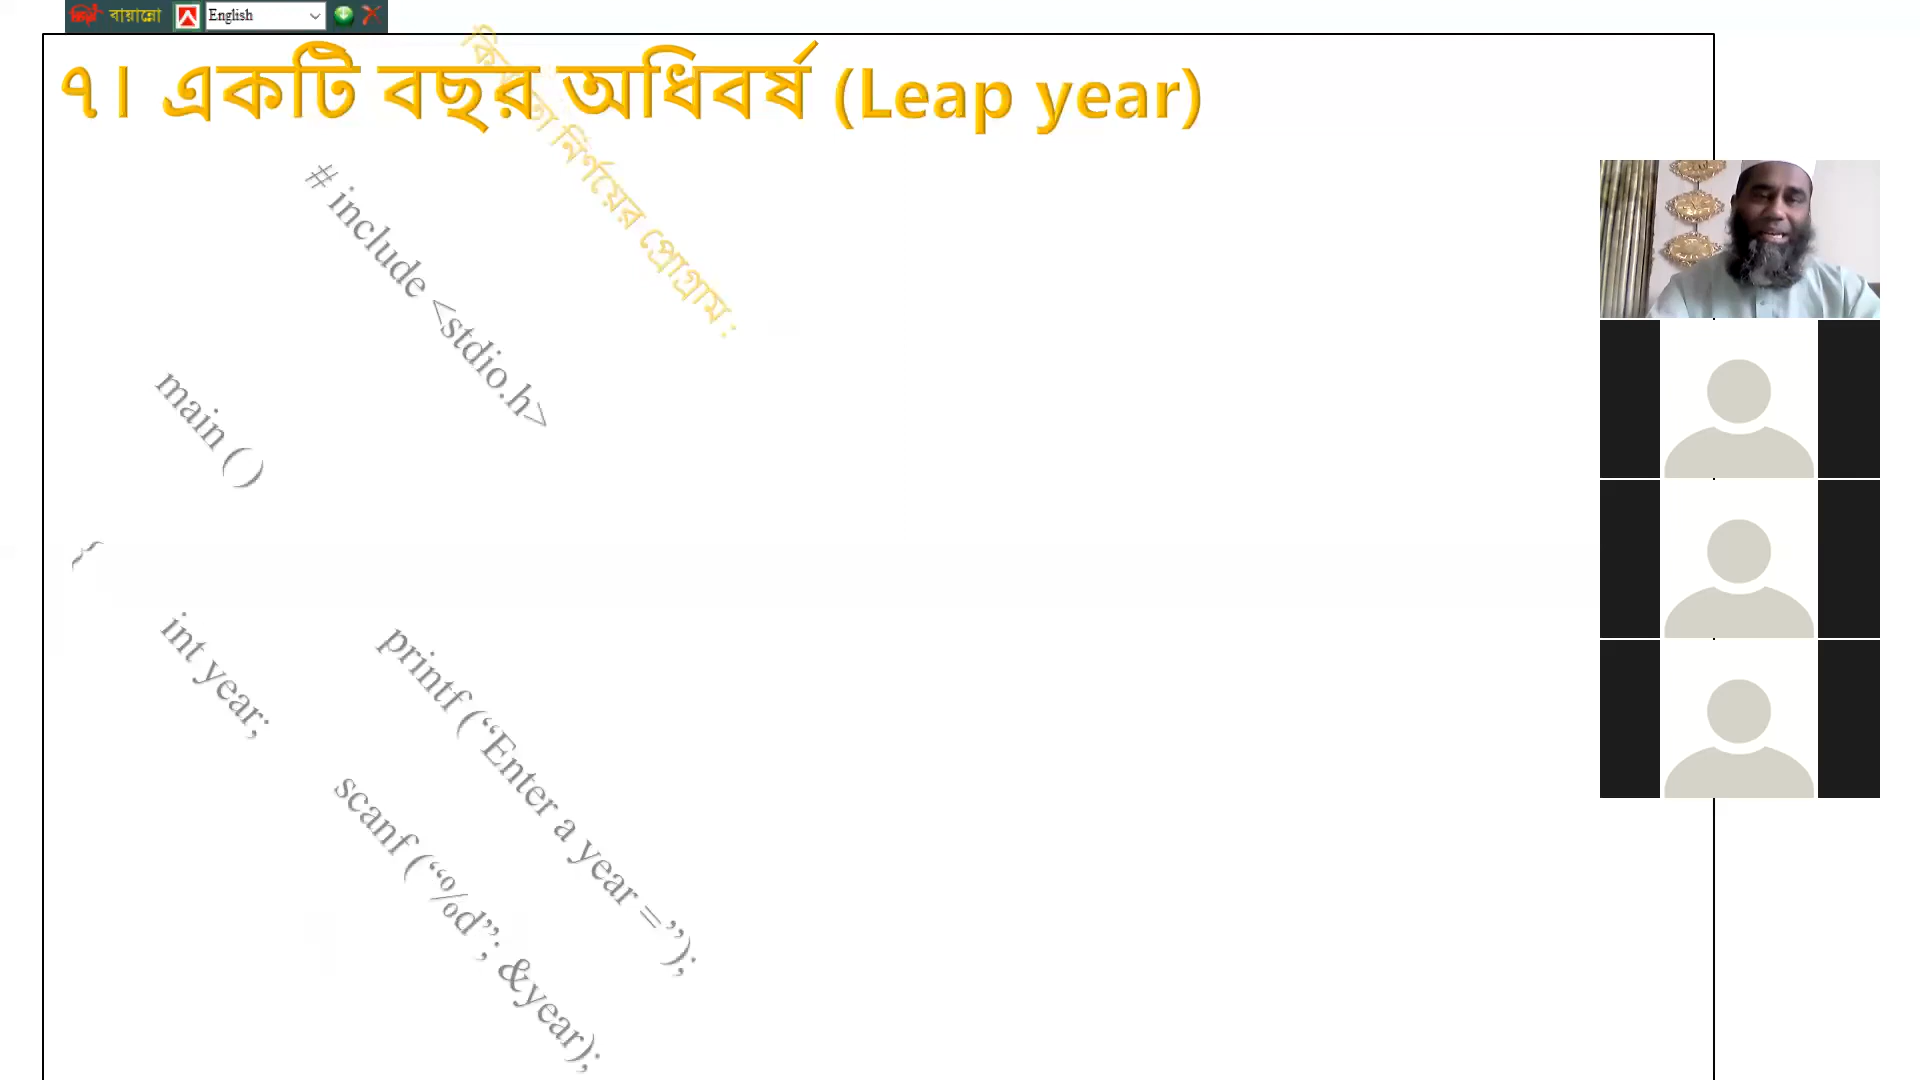 বায়ান্নো English
৭। একটি বছর অধিবর্ষ (Leap year)
কিনা তা নির্ণয়ের প্রোগ্রাম:
# include <stdio.h>
main ( )
{
int year;
printf (“Enter a year =”);
scanf (“%d”; &year);